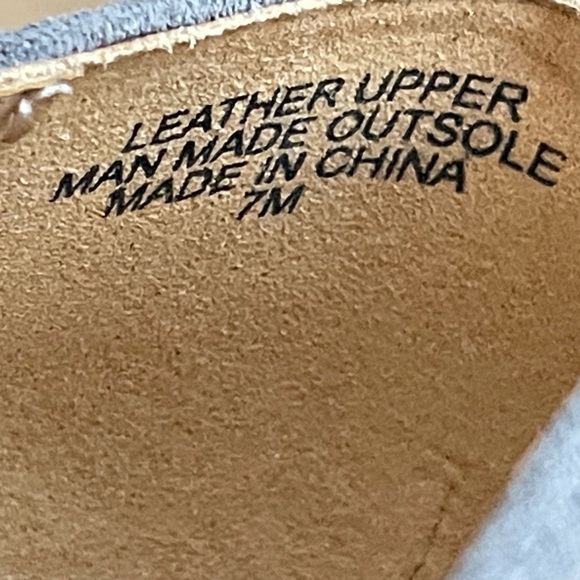 LEATHER UPPER
MAN MADE OUTSOLE
MADE IN CHINA
7M